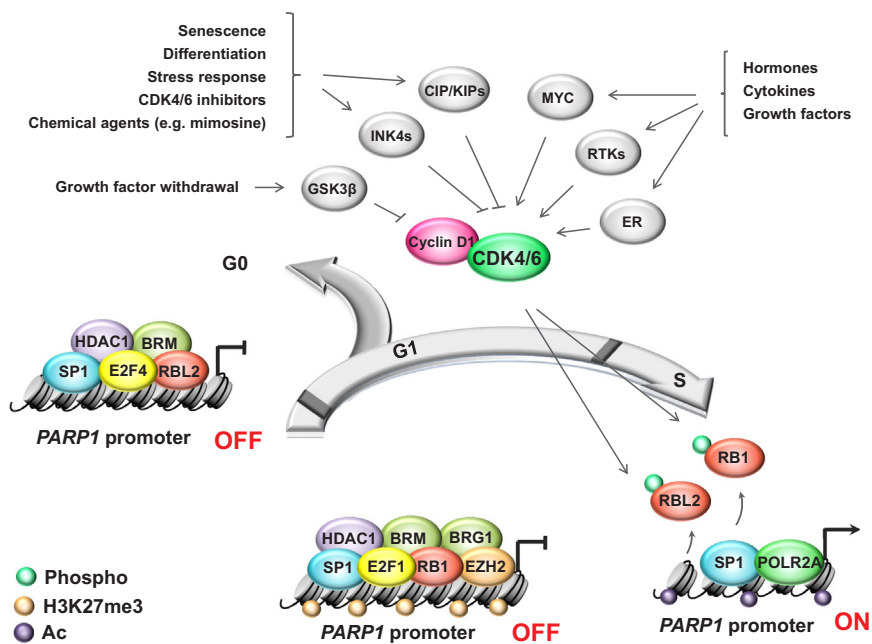 Senescence
Differentiation
Stress response
CDK4/6 inhibitors
Chemical agents (e.g. mimosine)
Growth factor withdrawal
CIP/KIPs
INK4s
GSK3β
MYC
RTKs
ER
Hormones
Cytokines
Growth factors
Cyclin D1
CDK4/6
G0
G1
S
HDAC1
BRM
SP1
E2F4
RBL2
PARP1 promoter
OFF
HDAC1
BRM
BRG1
SP1
E2F1
RB1
EZH2
PARP1 promoter
OFF
RB1
RBL2
SP1
POLR2A
PARP1 promoter
ON
Phospho
H3K27me3
Ac